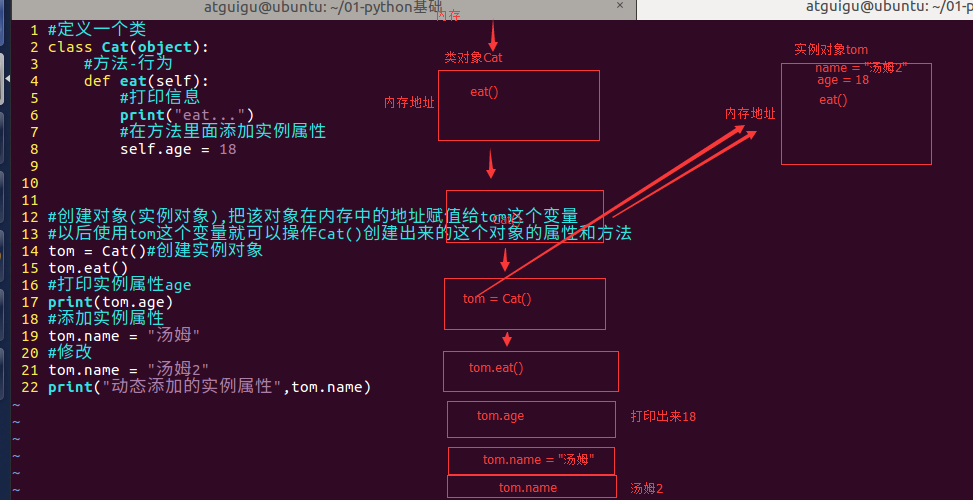 atguigu@ubuntu: ~/01-python基础
×
atguigu@ubuntu: ~/01-p
内存
1 #定义一个类
2 class Cat(object):
3 #方法-行为
4 def eat(self):
5 #打印信息
6 print("eat...")
7 #在方法里面添加实例属性
8 self.age = 18
9
10
11
12 #创建对象(实例对象),把该对象在内存中的地址赋值给tom这个变量
13 #以后使用tom这个变量就可以操作Cat()创建出来的这个对象的属性和方法
14 tom = Cat()#创建实例对象
15 tom.eat()
16 #打印实例属性age
17 print(tom.age)
18 #添加实例属性
19 tom.name = "汤姆"
20 #修改
21 tom.name = "汤姆2"
22 print("动态添加的实例属性",tom.name)
~
~
~
~
~
~
类对象Cat
内存地址
eat()
Cat()
tom = Cat()
tom.eat()
tom.age
打印出来18
tom.name = "汤姆"
tom.name
汤姆2
实例对象tom
name = "汤姆2"
age = 18
eat()
内存地址